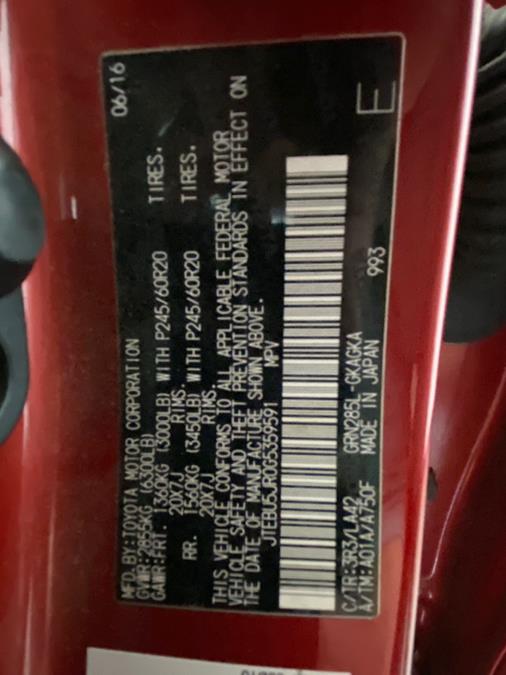 MFD.BY:TOYOTA MOTOR CORPORATION 06/16
GVWR:2855KG (6300LB)
GAWR:FRT. 1360KG (3000LB) WITH P245/60R20 TIRES.
20X7J RIMS
RR. 1560KG (3450LB) WITH P245/60R20 TIRES.
20X7J RIMS
THIS VEHICLE CONFORMS TO ALL APPLICABLE FEDERAL MOTOR
VEHICLE SAFETY AND THEFT PREVENTION STANDARDS IN EFFECT ON
THE DATE OF MANUFACTURE SHOWN ABOVE.
JTEBU5JR0G5359591 MPV
C/TR:3R3/LA42 GRN285L-GKAGKA 993
A/TM:A01A/A750F MADE IN JAPAN E